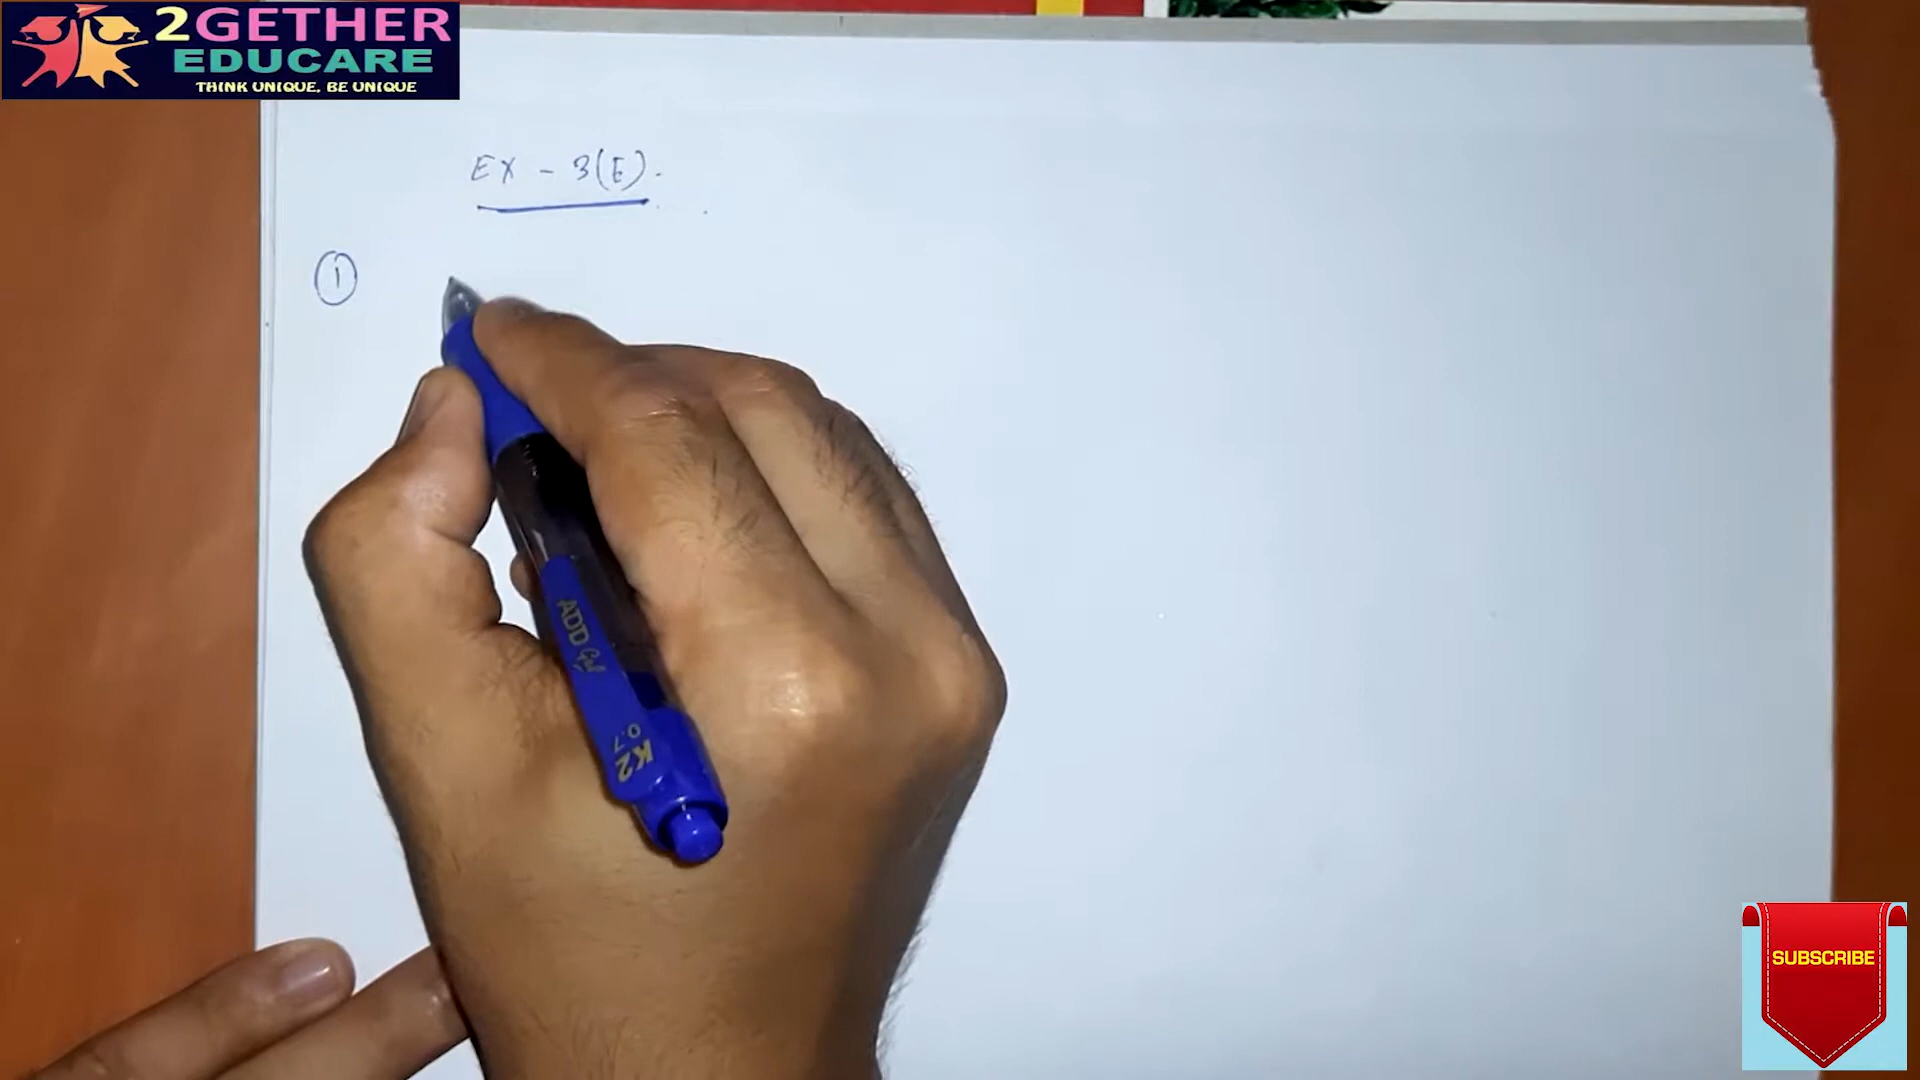 2GETHER
EDUCARE
THINK UNIQUE, BE UNIQUE
EX - 3(E).
1
ADD Gel
K2
0.7
SUBSCRIBE